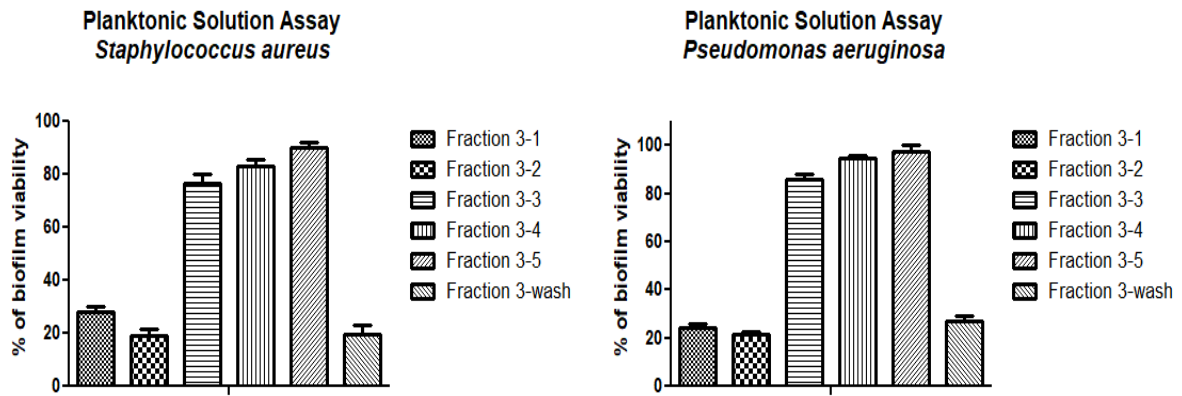 Planktonic Solution Assay
Staphylococcus aureus
% of biofilm viability
100
80
60
40
20
0
Fraction 3-1
Fraction 3-2
Fraction 3-3
Fraction 3-4
Fraction 3-5
Fraction 3-wash
Planktonic Solution Assay
Pseudomonas aeruginosa
% of biofilm viability
100
80
60
40
20
0
Fraction 3-1
Fraction 3-2
Fraction 3-3
Fraction 3-4
Fraction 3-5
Fraction 3-wash